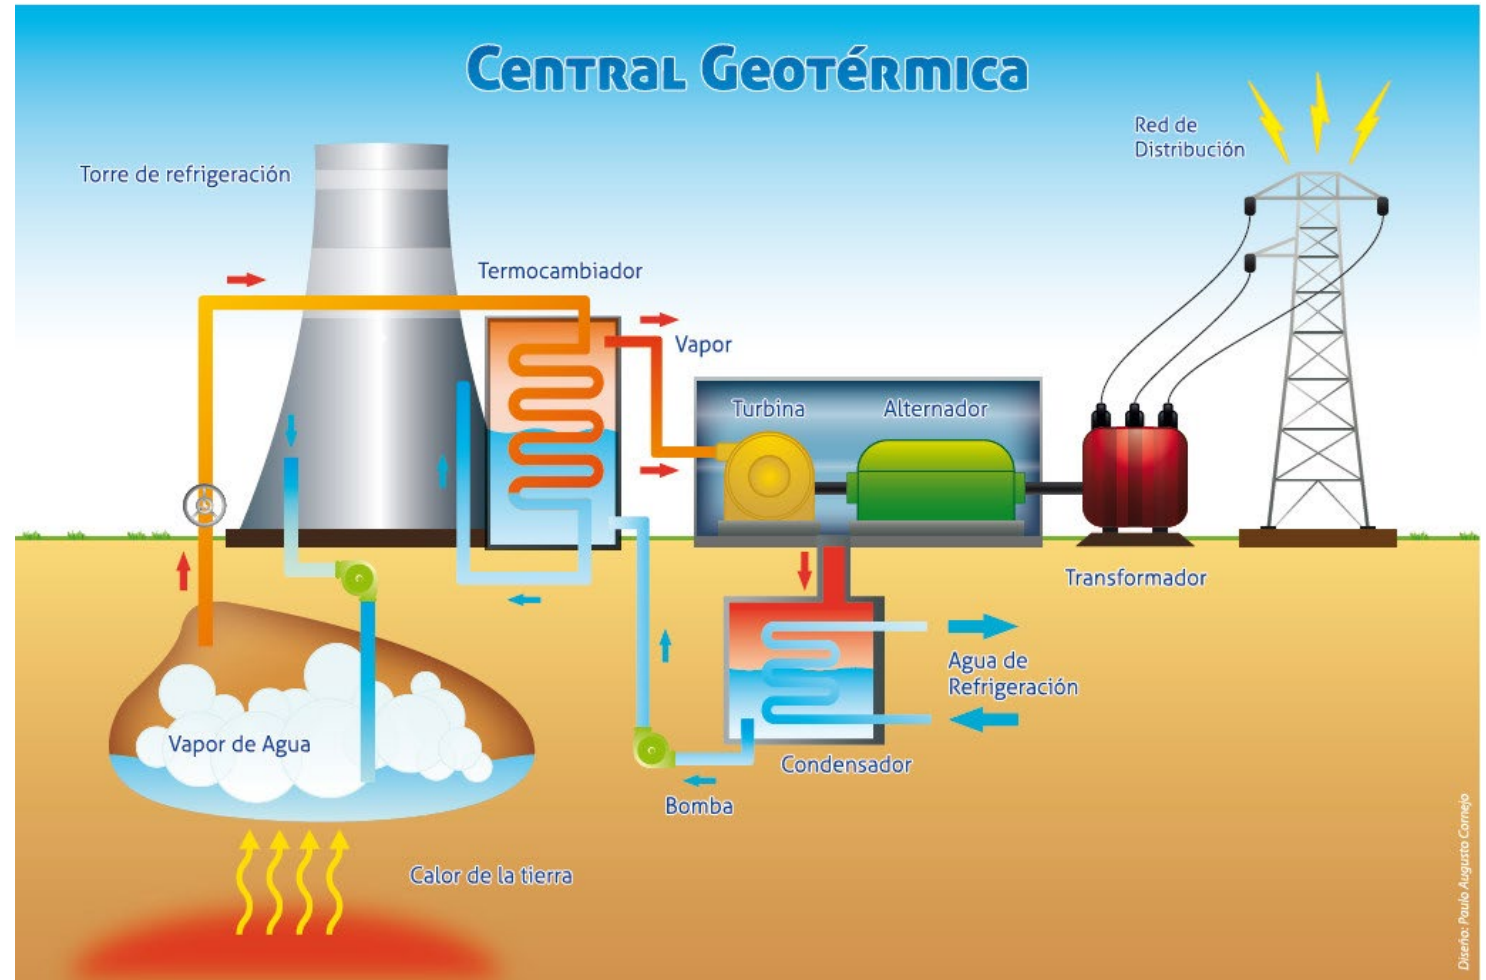 Central Geotérmica
Red de
Distribución
Torre de refrigeración
Termocambiador
Vapor
Turbina
Alternador
Transformador
Agua de
Refrigeración
Vapor de Agua
Condensador
Bomba
Calor de la tierra
Diseño: Paulo Augusto Cornejo